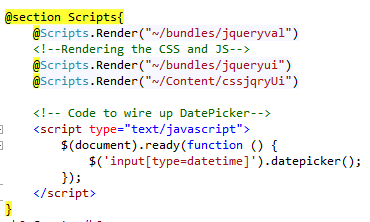 @section Scripts{
@Scripts.Render("~/bundles/jqueryval")
<!--Rendering the CSS and JS-->
@Scripts.Render("~/bundles/jqueryui")
@Scripts.Render("~/Content/cssjqryUi")
<!-- Code to wire up DatePicker-->
<script type="text/javascript">
$(document).ready(function () {
$('input[type=datetime]').datepicker();
});
</script>
}